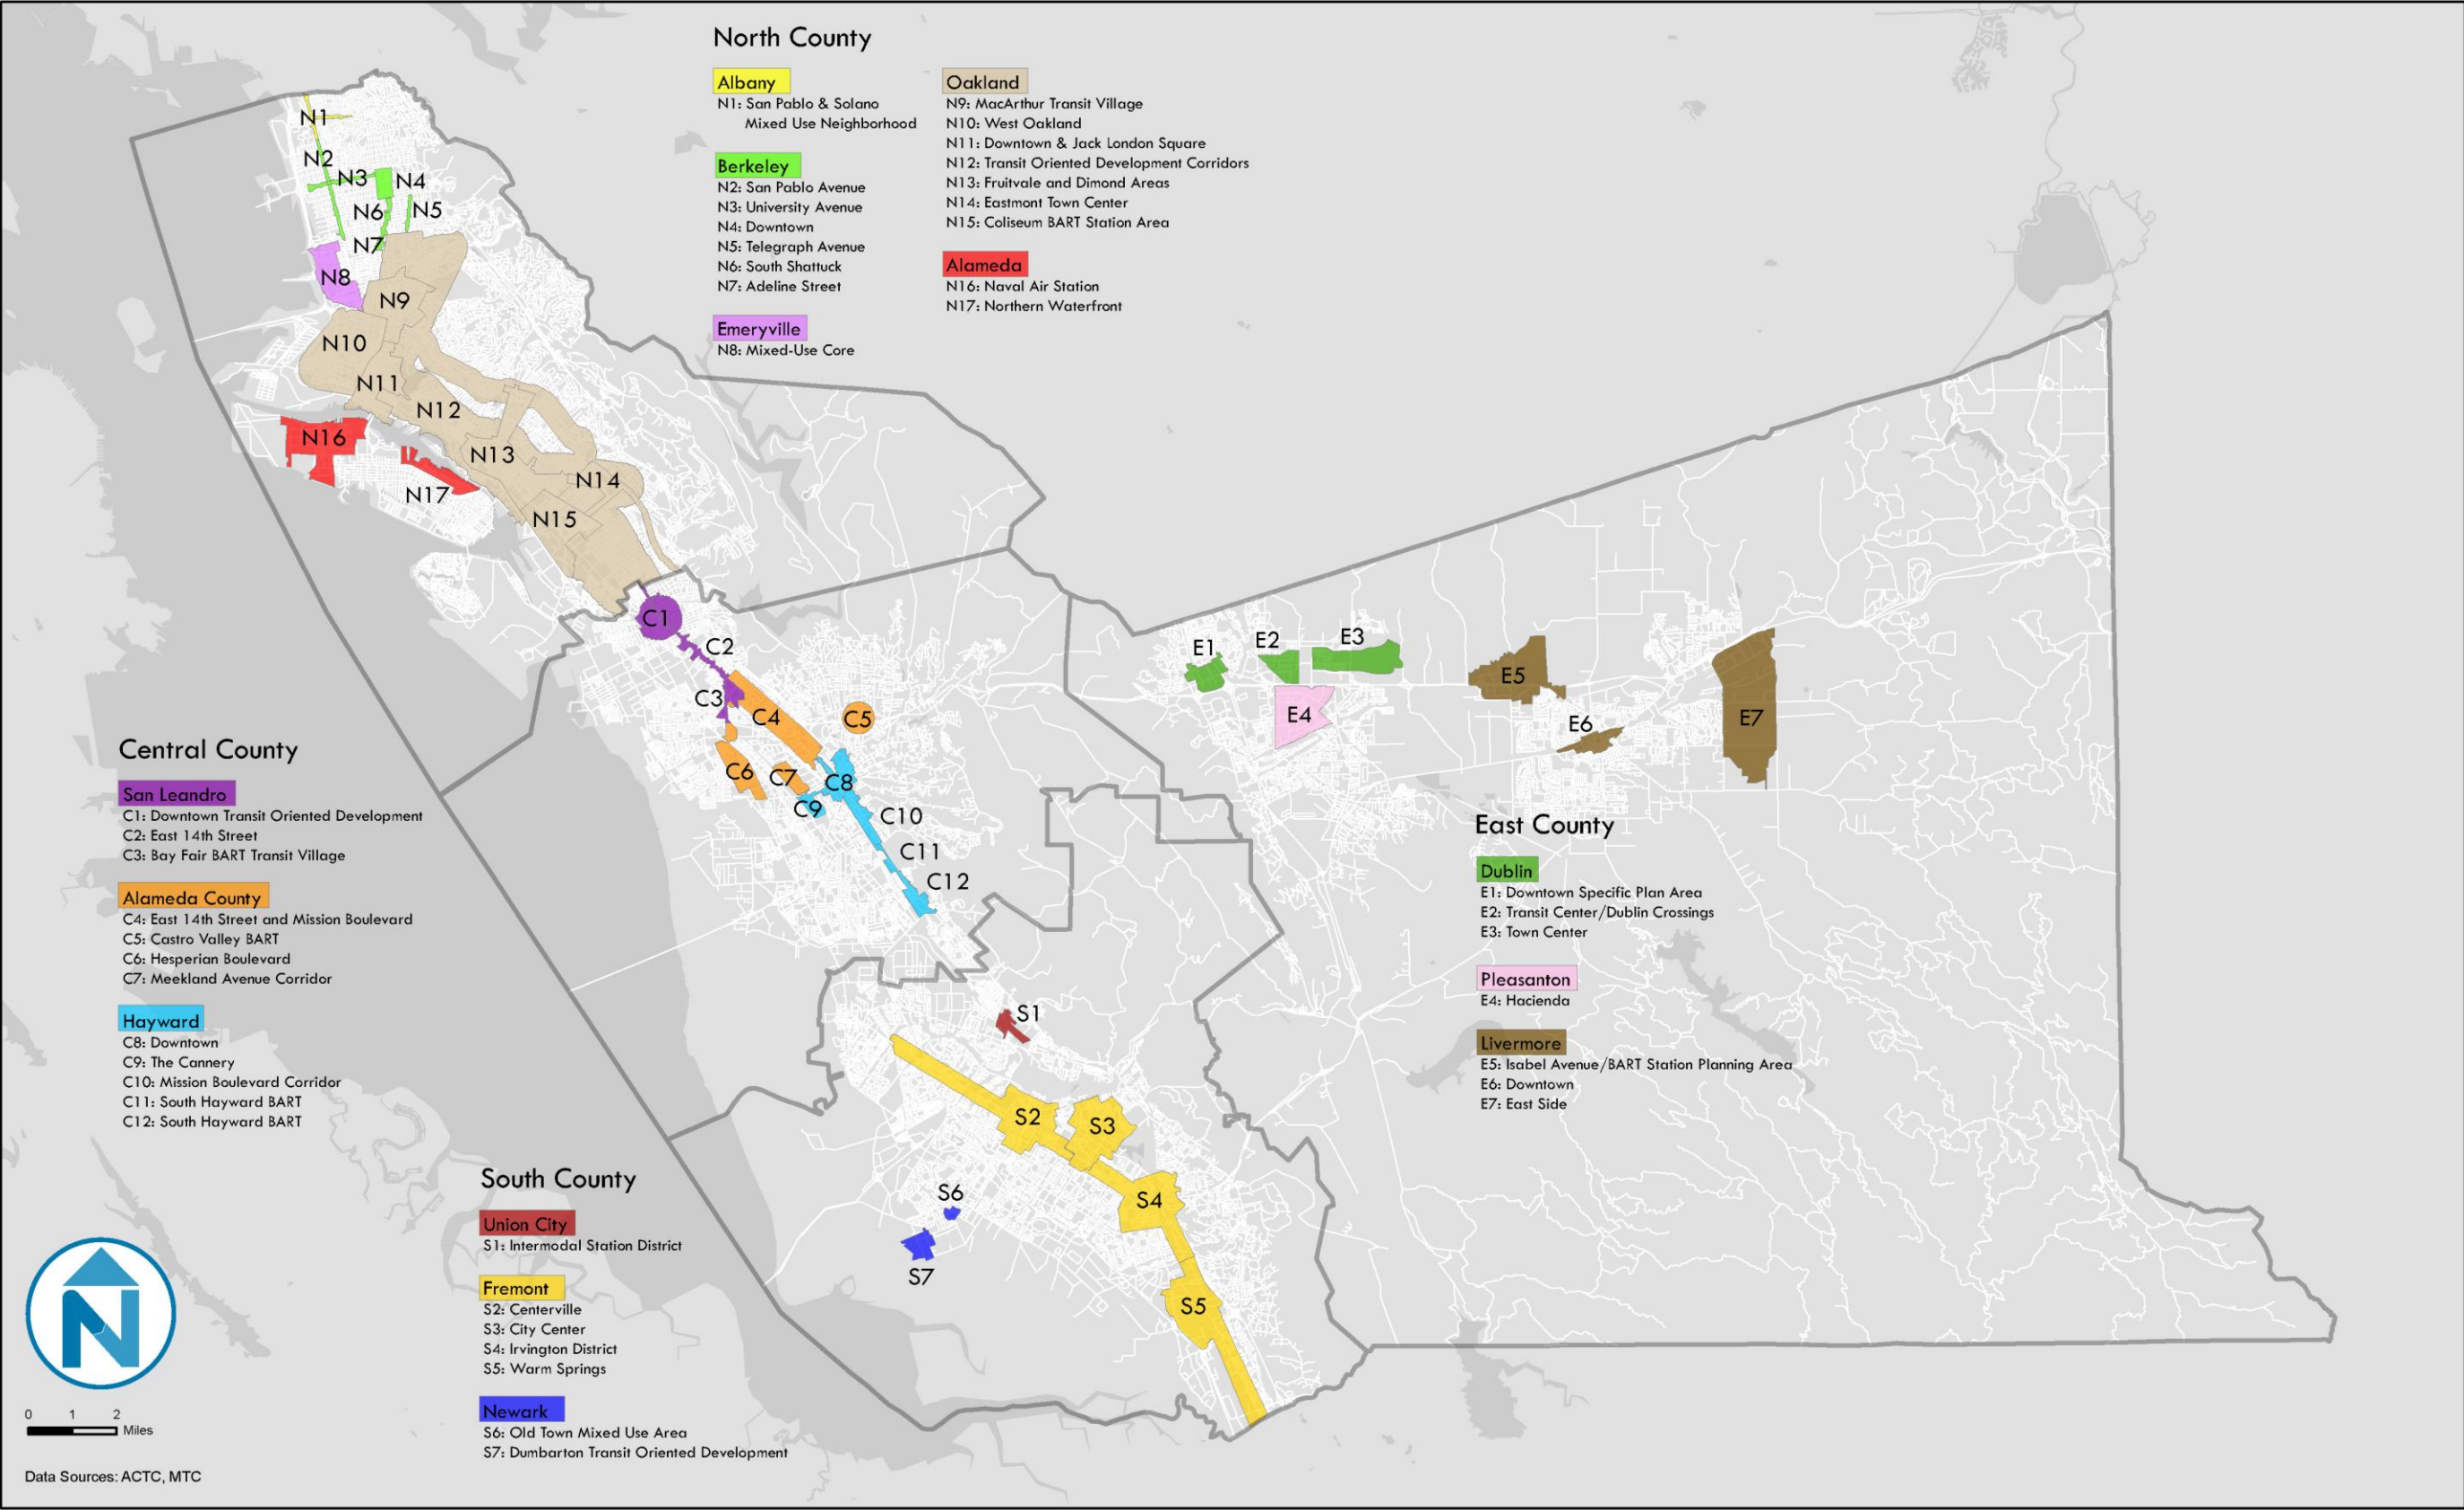 North County
Albany
N1: San Pablo & Solano
Mixed Use Neighborhood
Berkeley
N2: San Pablo Avenue
N3: University Avenue
N4: Downtown
N5: Telegraph Avenue
N6: South Shattuck
N7: Adeline Street
Emeryville
N8: Mixed-Use Core
Oakland
N9: MacArthur Transit Village
N10: West Oakland
N11: Downtown & Jack London Square
N12: Transit Oriented Development Corridors
N13: Fruitvale and Dimond Areas
N14: Eastmont Town Center
N15: Coliseum BART Station Area
Alameda
N16: Naval Air Station
N17: Northern Waterfront
N1
N2
N3
N4
N6
N5
N7
N8
N9
N10
N11
N12
N16
N13
N14
N17
N15
C1
C2
C3
C4
C5
C6
C7
C8
C9
C10
C11
C12
E1
E2
E3
E4
E5
E6
E7
S1
S2
S3
S4
S6
S7
S5
Central County
San Leandro
C1: Downtown Transit Oriented Development
C2: East 14th Street
C3: Bay Fair BART Transit Village
Alameda County
C4: East 14th Street and Mission Boulevard
C5: Castro Valley BART
C6: Hesperian Boulevard
C7: Meekland Avenue Corridor
Hayward
C8: Downtown
C9: The Cannery
C10: Mission Boulevard Corridor
C11: South Hayward BART
C12: South Hayward BART
East County
Dublin
E1: Downtown Specific Plan Area
E2: Transit Center/Dublin Crossings
E3: Town Center
Pleasanton
E4: Hacienda
Livermore
E5: Isabel Avenue/BART Station Planning Area
E6: Downtown
E7: East Side
South County
Union City
S1: Intermodal Station District
Fremont
S2: Centerville
S3: City Center
S4: Irvington District
S5: Warm Springs
Newark
S6: Old Town Mixed Use Area
S7: Dumbarton Transit Oriented Development
N
0 1 2
Miles
Data Sources: ACTC, MTC